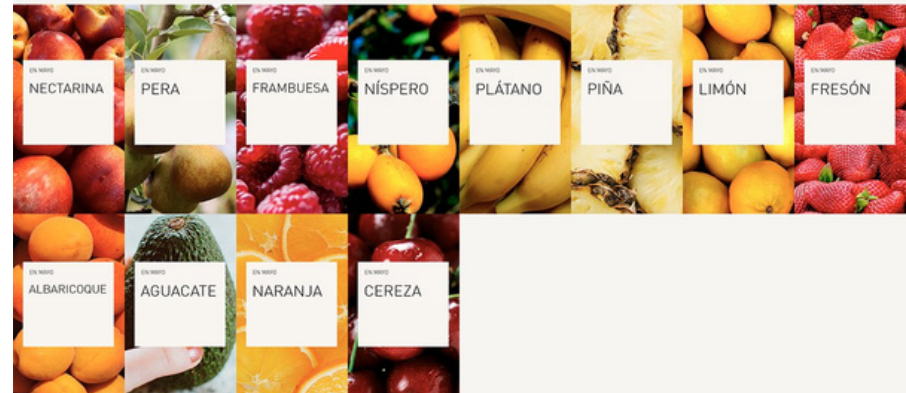 EN MAYO
NECTARINA
EN MAYO
PERA
EN MAYO
FRAMBUESA
EN MAYO
NÍSPERO
EN MAYO
PLÁTANO
EN MAYO
PIÑA
EN MAYO
LIMÓN
EN MAYO
FRESÓN
EN MAYO
ALBARICOQUE
EN MAYO
AGUACATE
EN MAYO
NARANJA
EN MAYO
CEREZA